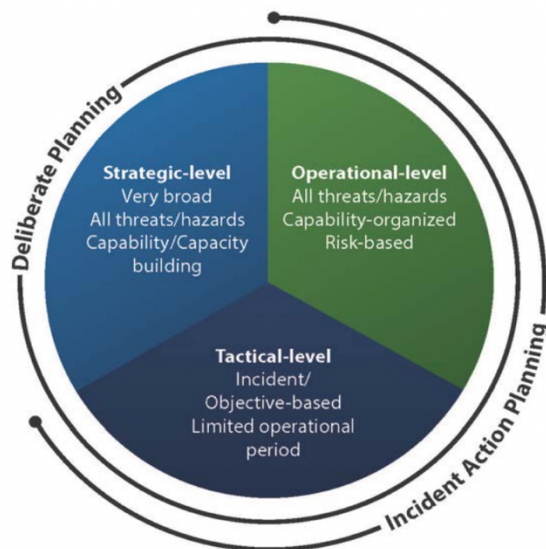 Deliberate Planning
Strategic-level
Very broad
All threats/hazards
Capability/Capacity
building
Operational-level
All threats/hazards
Capability-organized
Risk-based
Tactical-level
Incident/
Objective-based
Limited operational
period
Incident Action Planning